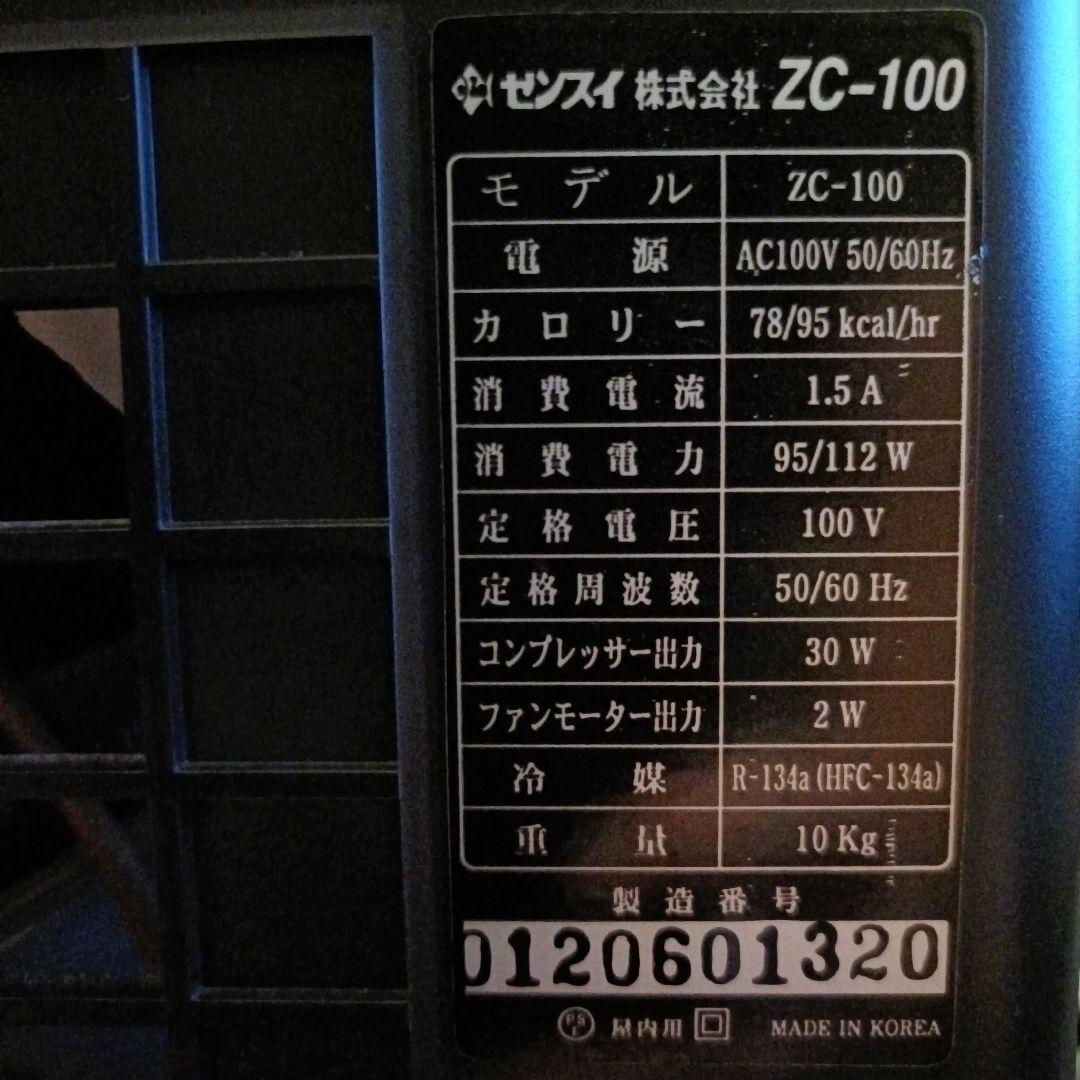 ゼンスイ 株式会社 ZC-100
モデル ZC-100
電源 AC100V 50/60Hz
カロリー 78/95 kcal/hr
消費電流 1.5 A
消費電力 95/112 W
定格電圧 100 V
定格周波数 50/60 Hz
コンプレッサー出力 30 W
ファンモーター出力 2 W
冷媒 R-134a (HFC-134a)
重量 10 Kg
製造番号
0120601320
PS E 屋内用 MADE IN KOREA